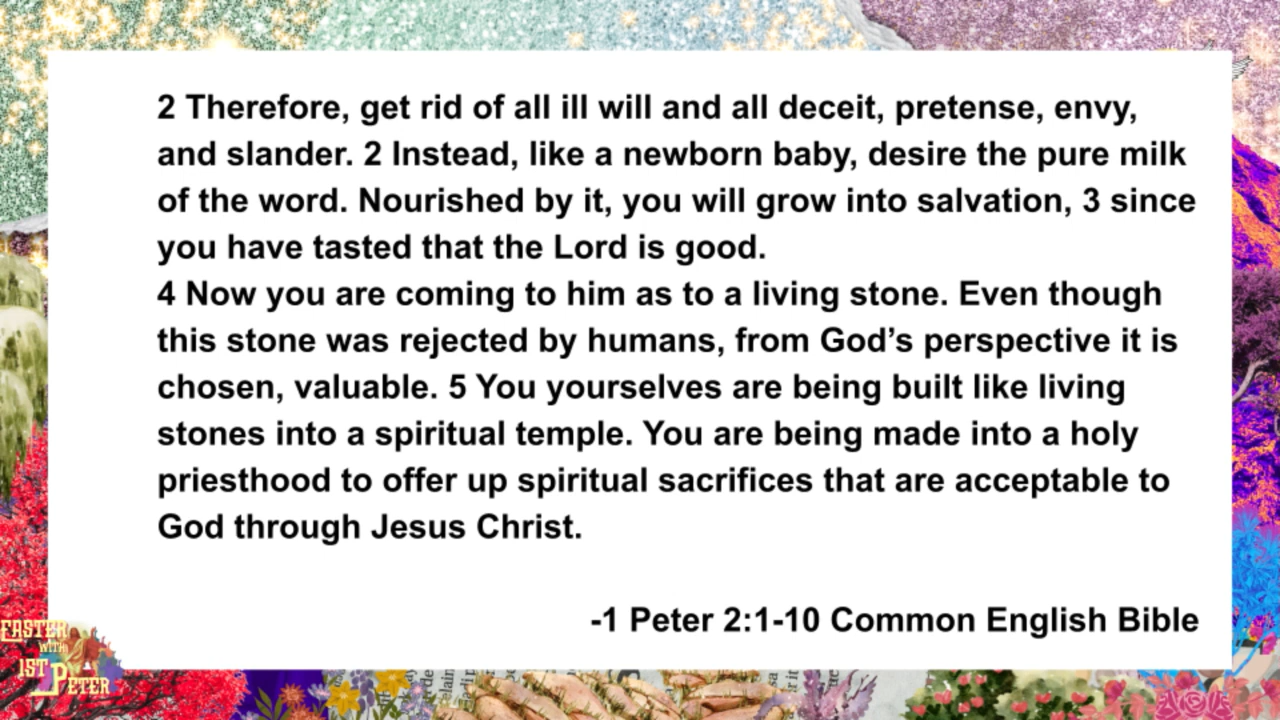 2 Therefore, get rid of all ill will and all deceit, pretense, envy,
and slander. 2 Instead, like a newborn baby, desire the pure milk
of the word. Nourished by it, you will grow into salvation, 3 since
you have tasted that the Lord is good.
4 Now you are coming to him as to a living stone. Even though
this stone was rejected by humans, from God’s perspective it is
chosen, valuable. 5 You yourselves are being built like living
stones into a spiritual temple. You are being made into a holy
priesthood to offer up spiritual sacrifices that are acceptable to
God through Jesus Christ.
-1 Peter 2:1-10 Common English Bible
EASTER
WITH
1ST PETER